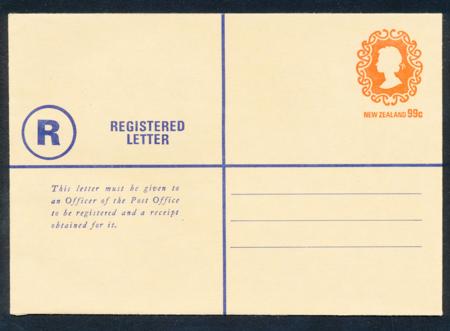 NEW ZEALAND 99c
R
REGISTERED
LETTER
This letter must be given to
an Officer of the Post Office
to be registered and a receipt
obtained for it.